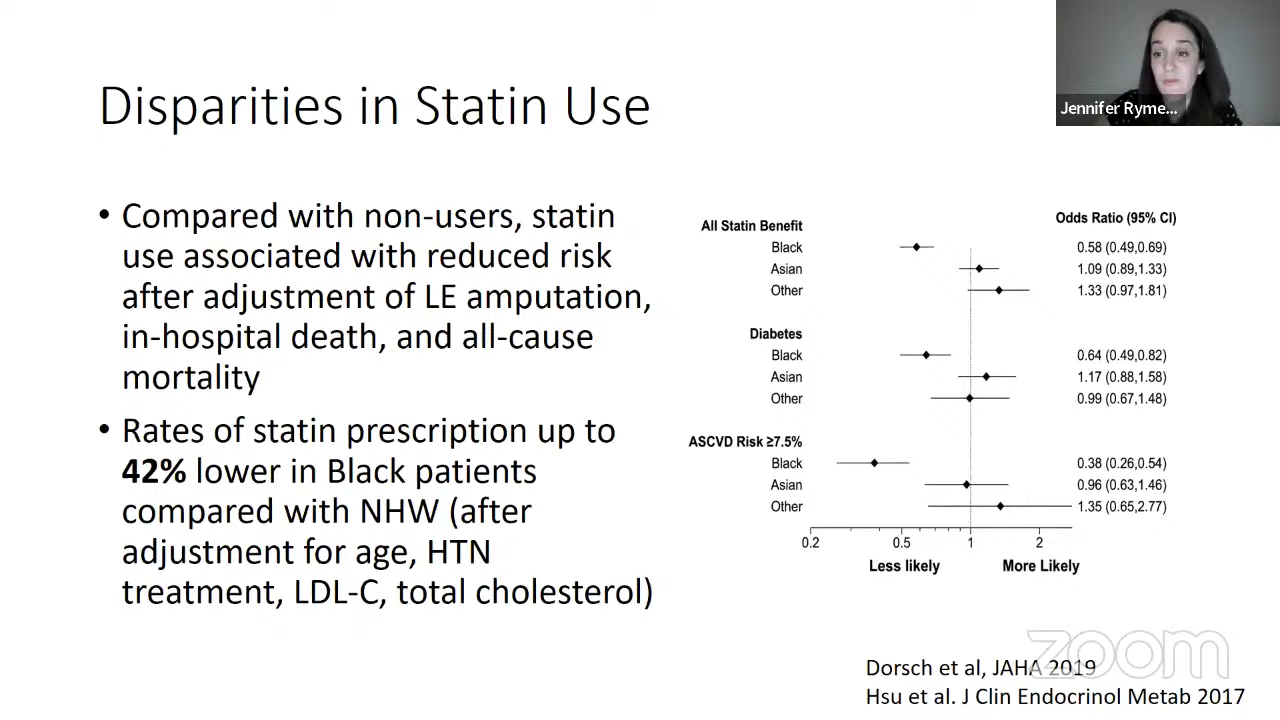 Jennifer Ryme...
Disparities in Statin Use
• Compared with non-users, statin
use associated with reduced risk
after adjustment of LE amputation,
in-hospital death, and all-cause
mortality
• Rates of statin prescription up to
42% lower in Black patients
compared with NHW (after
adjustment for age, HTN
treatment, LDL-C, total cholesterol)
Odds Ratio (95% CI)
All Statin Benefit
Black 0.58 (0.49,0.69)
Asian 1.09 (0.89,1.33)
Other 1.33 (0.97,1.81)
Diabetes
Black 0.64 (0.49,0.82)
Asian 1.17 (0.88,1.58)
Other 0.99 (0.67,1.48)
ASCVD Risk ≥7.5%
Black 0.38 (0.26,0.54)
Asian 0.96 (0.63,1.46)
Other 1.35 (0.65,2.77)
0.2 0.5 1 2
Less likely More Likely
zoom
Dorsch et al, JAHA 2019
Hsu et al. J Clin Endocrinol Metab 2017